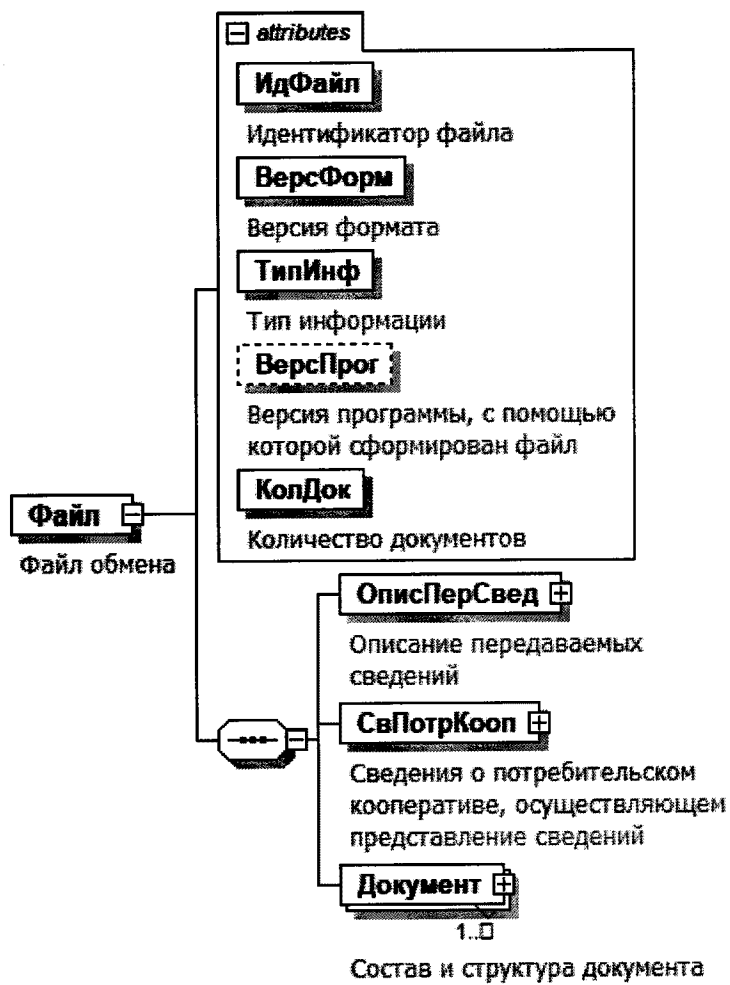 attributes
ИдФайл
Идентификатор файла
ВерсФорм
Версия формата
ТипИнф
Тип информации
ВерсПрог
Версия программы, с помощью
которой сформирован файл
КолДок
Количество документов
Файл
Файл обмена
ОписПерСвед
Описание передаваемых
сведений
СвПотрКооп
Сведения о потребительском
кооперативе, осуществляющем
представление сведений
Документ
1..□
Состав и структура документа